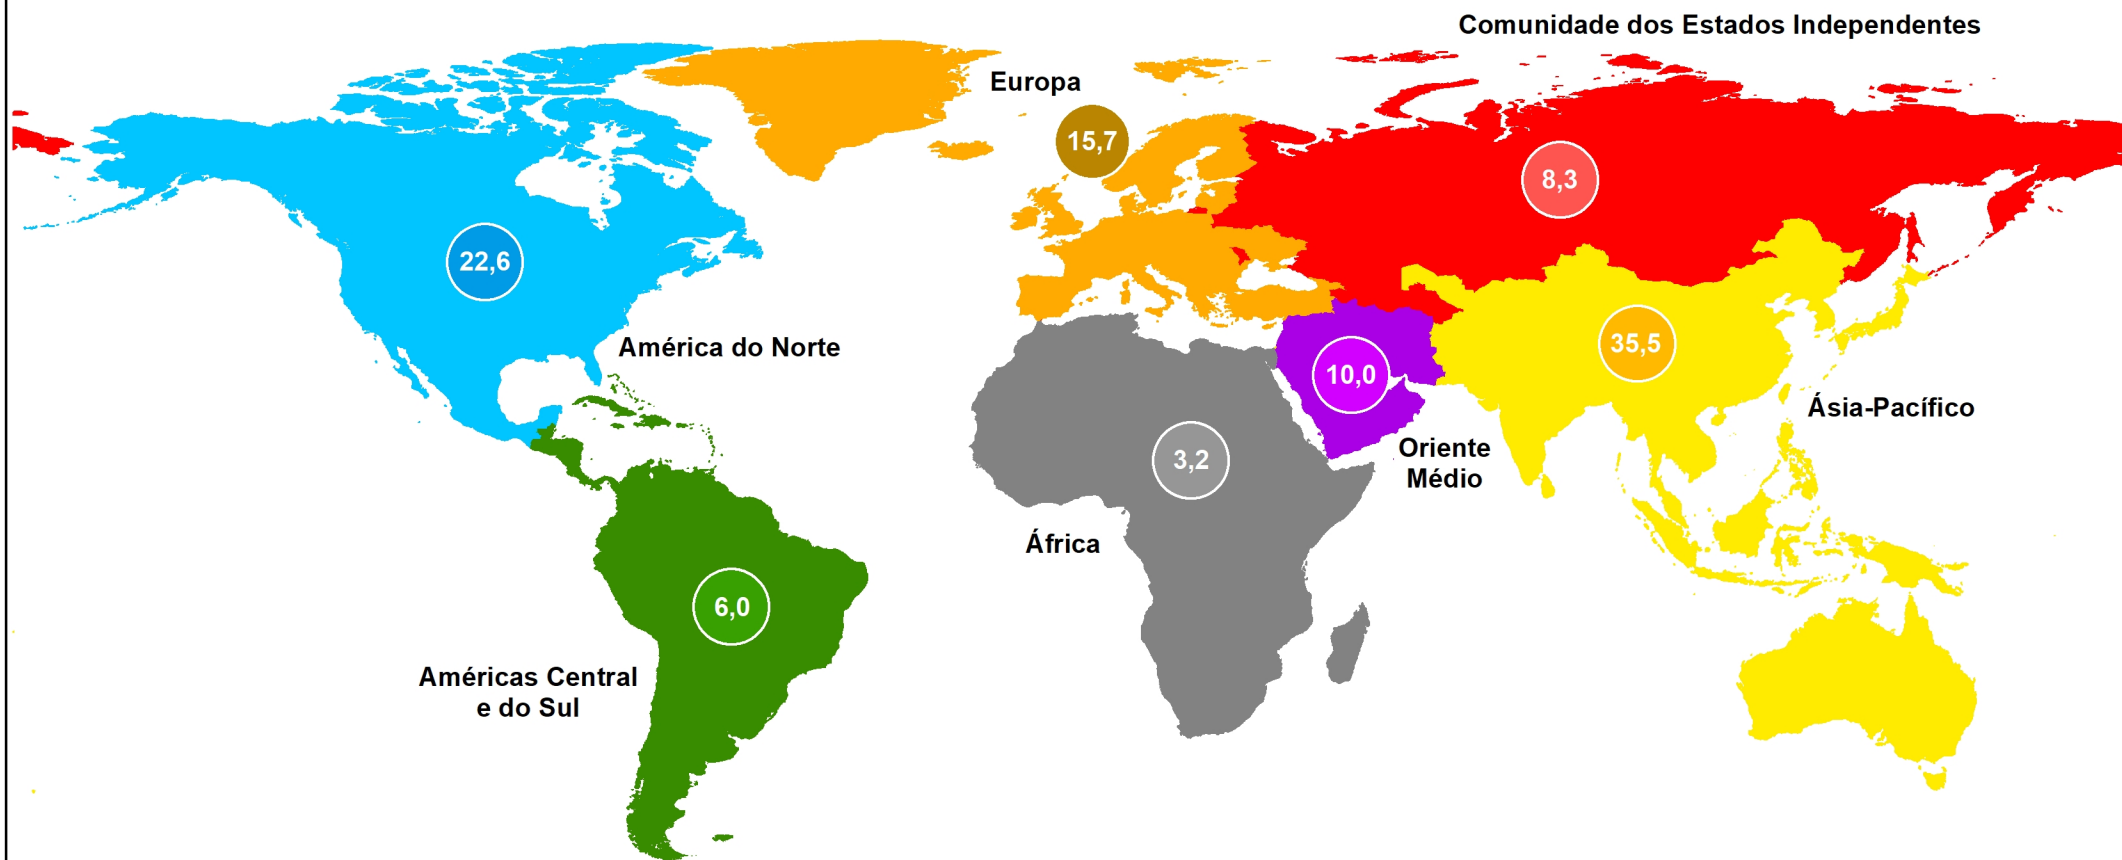 Comunidade dos Estados Independentes
Europa
15,7
8,3
22,6
América do Norte
35,5
10,0
Ásia-Pacífico
Oriente
Médio
3,2
África
6,0
Américas Central
e do Sul